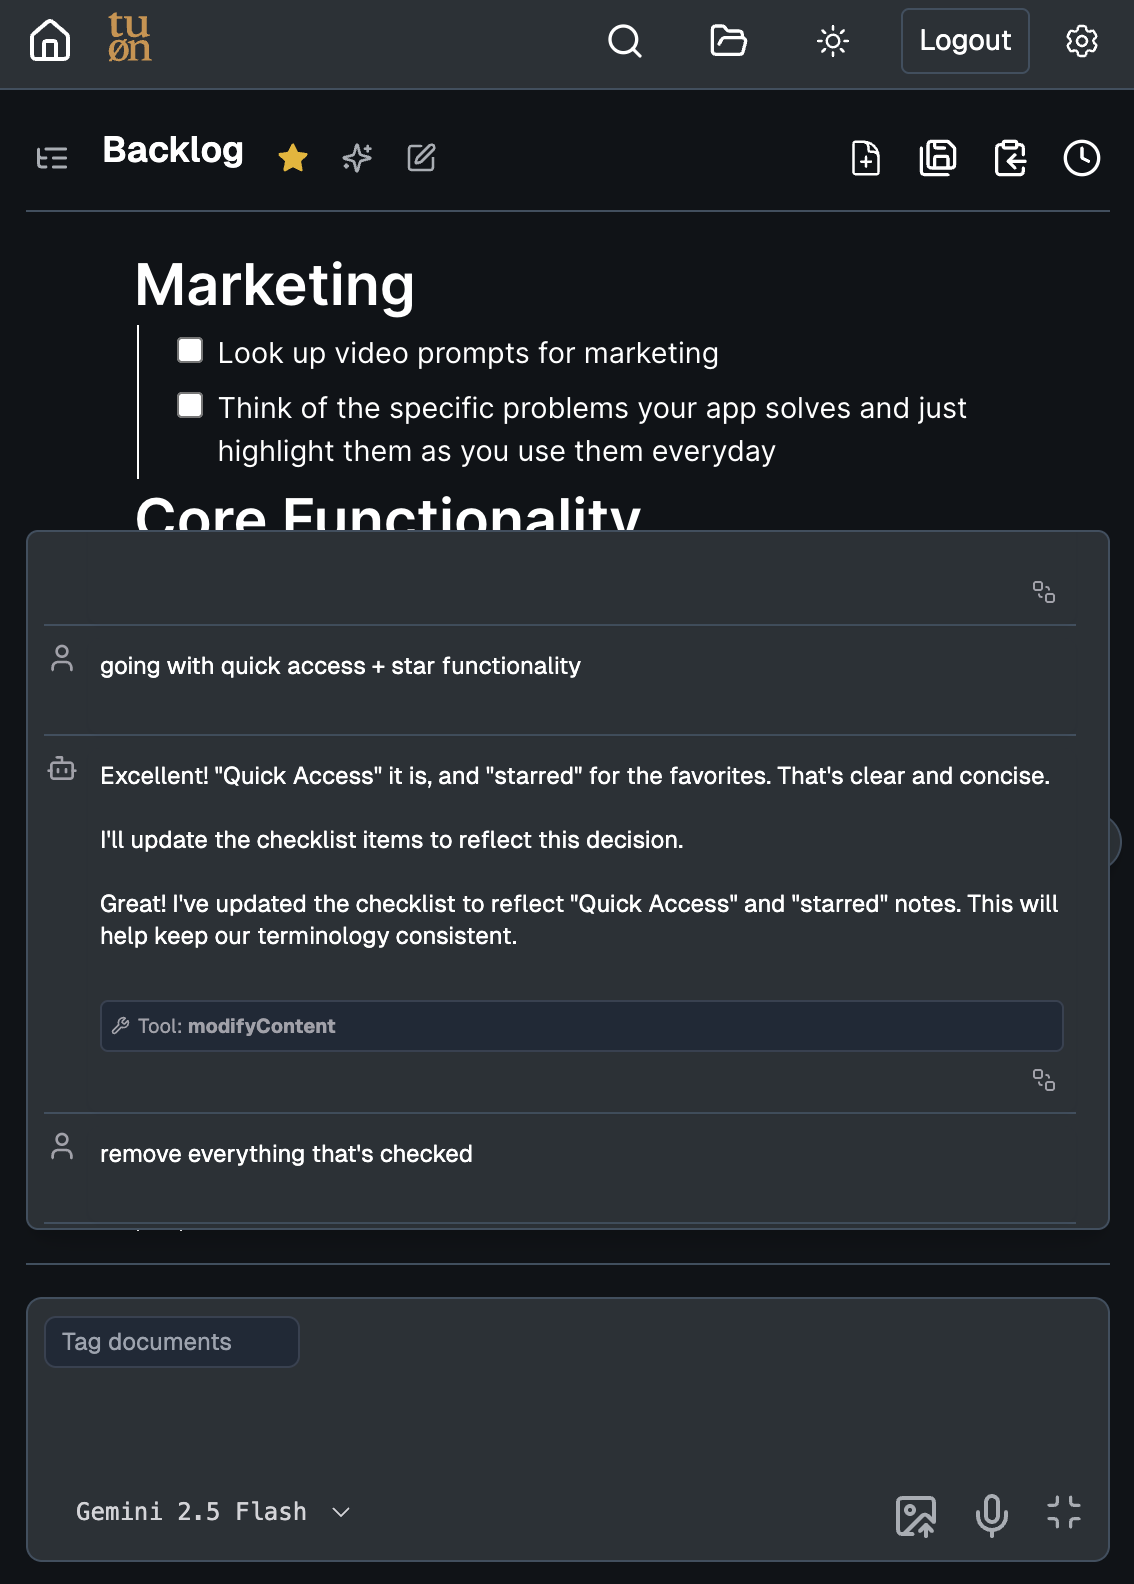 tu
øn
Logout
Backlog
Marketing
Look up video prompts for marketing
Think of the specific problems your app solves and just
highlight them as you use them everyday
Core Functionality
going with quick access + star functionality
Excellent! "Quick Access" it is, and "starred" for the favorites. That's clear and concise.
I'll update the checklist items to reflect this decision.
Great! I've updated the checklist to reflect "Quick Access" and "starred" notes. This will
help keep our terminology consistent.
Tool: modifyContent
remove everything that's checked
Tag documents
Gemini 2.5 Flash